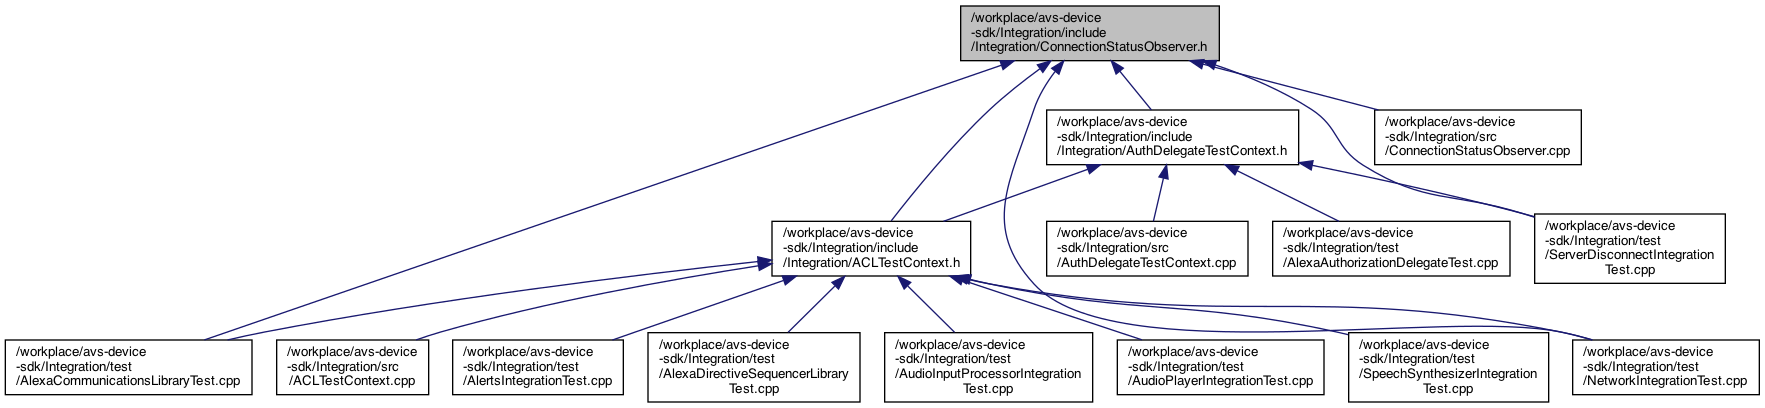 /workplace/avs-device
-sdk/Integration/include
/Integration/ConnectionStatusObserver.h
/workplace/avs-device
-sdk/Integration/include
/Integration/AuthDelegateTestContext.h
/workplace/avs-device
-sdk/Integration/src
/ConnectionStatusObserver.cpp
/workplace/avs-device
-sdk/Integration/include
/Integration/ACLTestContext.h
/workplace/avs-device
-sdk/Integration/src
/AuthDelegateTestContext.cpp
/workplace/avs-device
-sdk/Integration/test
/AlexaAuthorizationDelegateTest.cpp
/workplace/avs-device
-sdk/Integration/test
/ServerDisconnectIntegration
Test.cpp
/workplace/avs-device
-sdk/Integration/test
/AlexaCommunicationsLibraryTest.cpp
/workplace/avs-device
-sdk/Integration/src
/ACLTestContext.cpp
/workplace/avs-device
-sdk/Integration/test
/AlertsIntegrationTest.cpp
/workplace/avs-device
-sdk/Integration/test
/AlexaDirectiveSequencerLibrary
Test.cpp
/workplace/avs-device
-sdk/Integration/test
/AudioInputProcessorIntegration
Test.cpp
/workplace/avs-device
-sdk/Integration/test
/AudioPlayerIntegrationTest.cpp
/workplace/avs-device
-sdk/Integration/test
/SpeechSynthesizerIntegration
Test.cpp
/workplace/avs-device
-sdk/Integration/test
/NetworkIntegrationTest.cpp